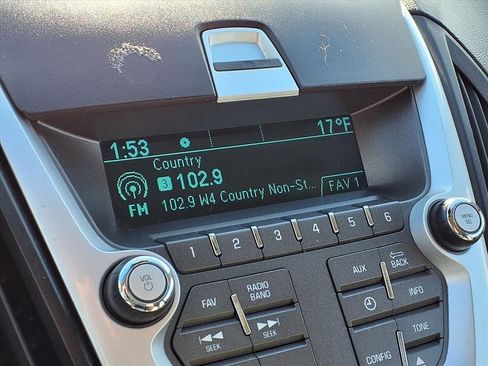 1:53 17°F
Country
3 102.9
FM 102.9 W4 Country Non-St... FAV 1
1 2 3 4 5 6
VOL
MENU SEL
FAV RADIO BAND
AUX BACK
INFO
SEEK SEEK
TONE
CONFIG